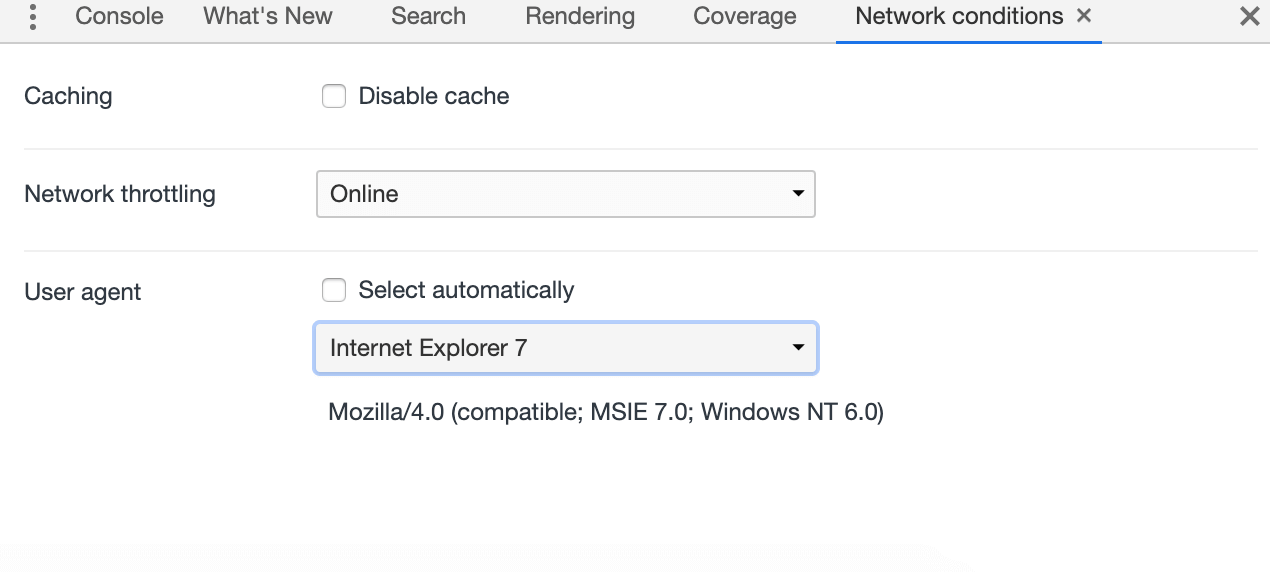 Console What's New Search Rendering Coverage Network conditions
Caching Disable cache
Network throttling Online
User agent Select automatically
Internet Explorer 7
Mozilla/4.0 (compatible; MSIE 7.0; Windows NT 6.0)